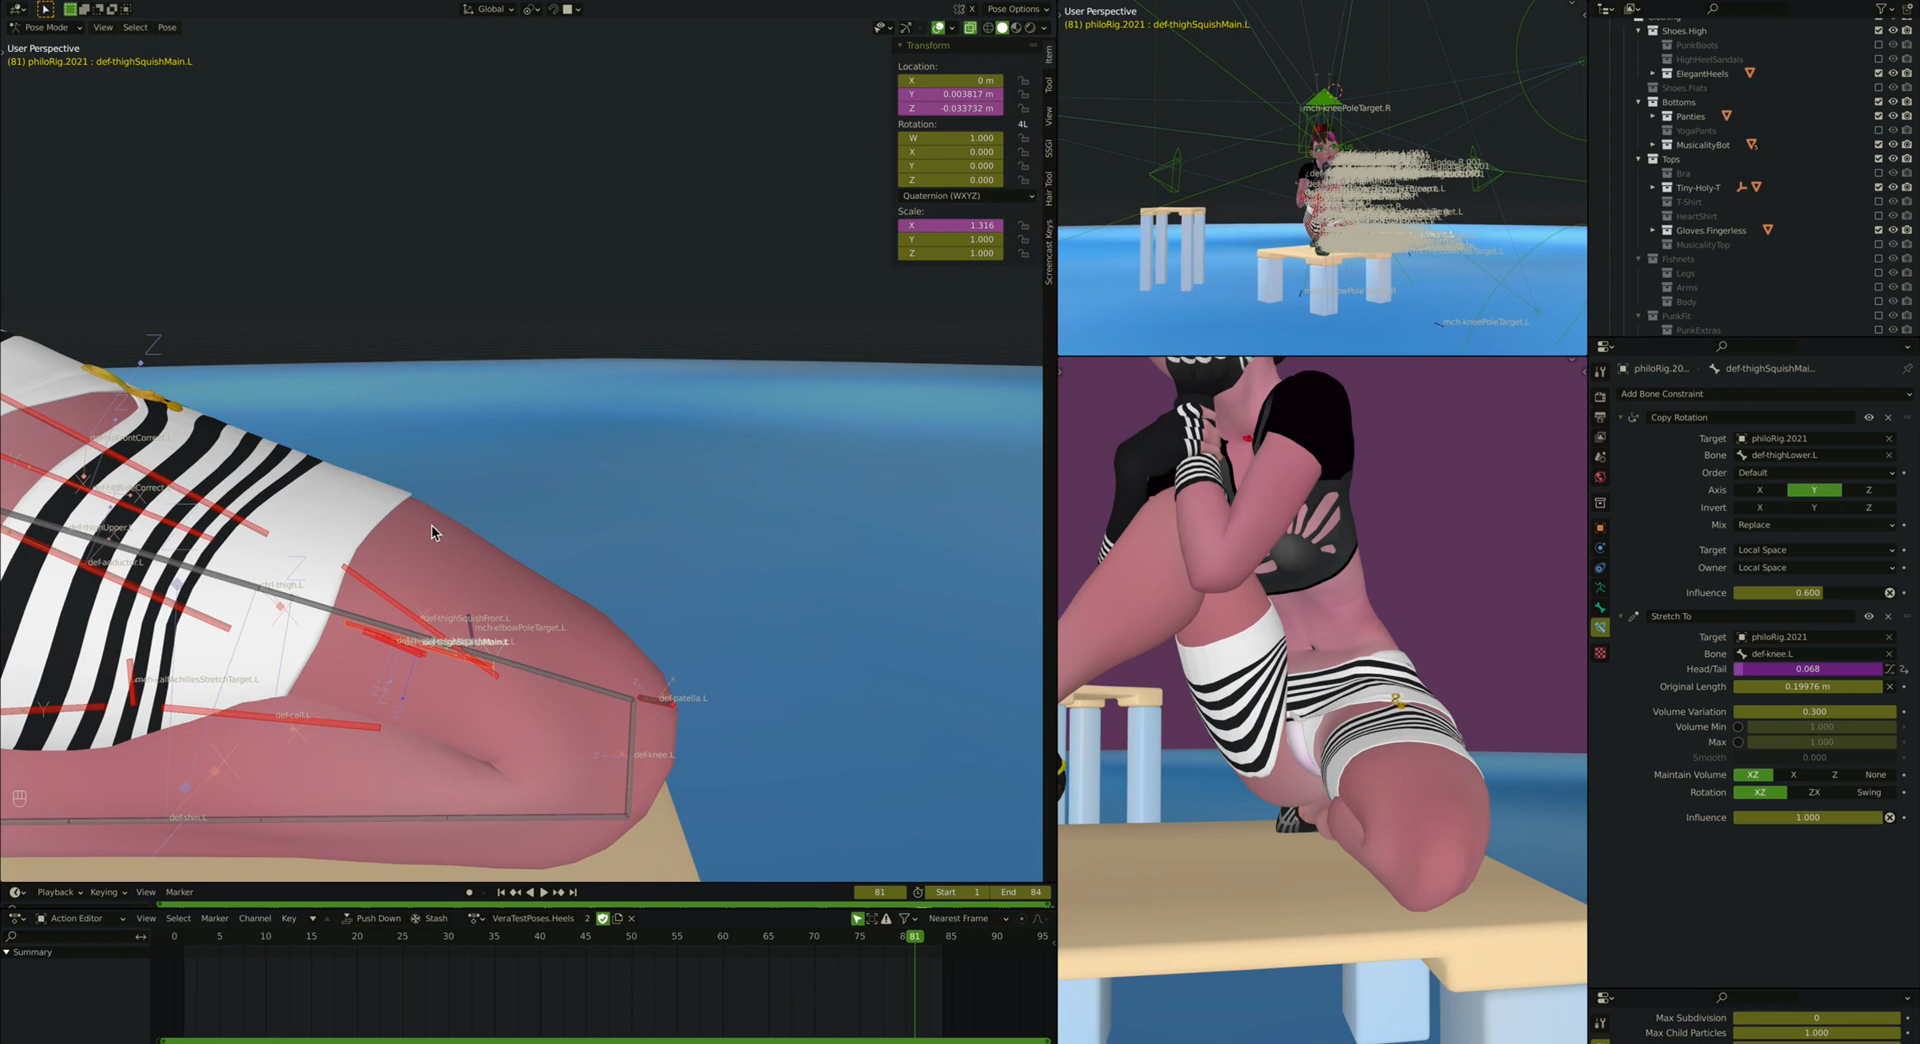 Pose Mode
View
Select
Pose
Global
X
Pose Options
User Perspective
(81) philoRig.2021 : def-thighSquishMain.L
Transform
Location:
X 0 m
Y 0.003817 m
Z -0.033732 m
Rotation: 4L
W 1.000
X 0.000
Y 0.000
Z 0.000
Quaternion (WXYZ)
Scale:
X 1.316
Y 1.000
Z 1.000
Item
Tool
View
SSGI
Hair Tool
Screencast Keys
def-thighUpper.L
def-adductor.L
ctrl-thigh.L
def-thighSquishFront.L
mch-elbowPoleTarget.L
def-patella.L
def-knee.L
def-calf.L
def-shin.L
Playback
Keying
View
Marker
81
Start 1
End 84
Action Editor
View
Select
Marker
Channel
Key
Push Down
Stash
VeraTestPoses.Heels
2
Nearest Frame
0 5 10 15 20 25 30 35 40 45 50 55 60 65 70 75 8 81 85 90 95
Summary
User Perspective
(81) philoRig.2021 : def-thighSquishMain.L
mch-kneePoleTarget.R
mch-kneePoleTarget.L
Shoes.High
PunkBoots
HighHeelSandals
ElegantHeels
Shoes.Flats
Bottoms
Panties
YogaPants
MusicalityBot
Tops
Bra
Tiny-Holy-T
T-Shirt
HeartShirt
Gloves.Fingerless
MusicalityTop
Fishnets
Legs
Arms
Body
PunkFit
PunkExtras
philoRig.20...
def-thighSquishMai...
Add Bone Constraint
Copy Rotation
Target philoRig.2021
Bone def-thighLower.L
Order Default
Axis X Y Z
Invert X Y Z
Mix Replace
Target Local Space
Owner Local Space
Influence 0.600
Stretch To
Target philoRig.2021
Bone def-knee.L
Head/Tail 0.068
Original Length 0.19976 m
Volume Variation 0.300
Volume Min 1.000
Max 1.000
Smooth 0.000
Maintain Volume XZ X Z None
Rotation XZ ZX Swing
Influence 1.000
Max Subdivision 0
Max Child Particles 1.000